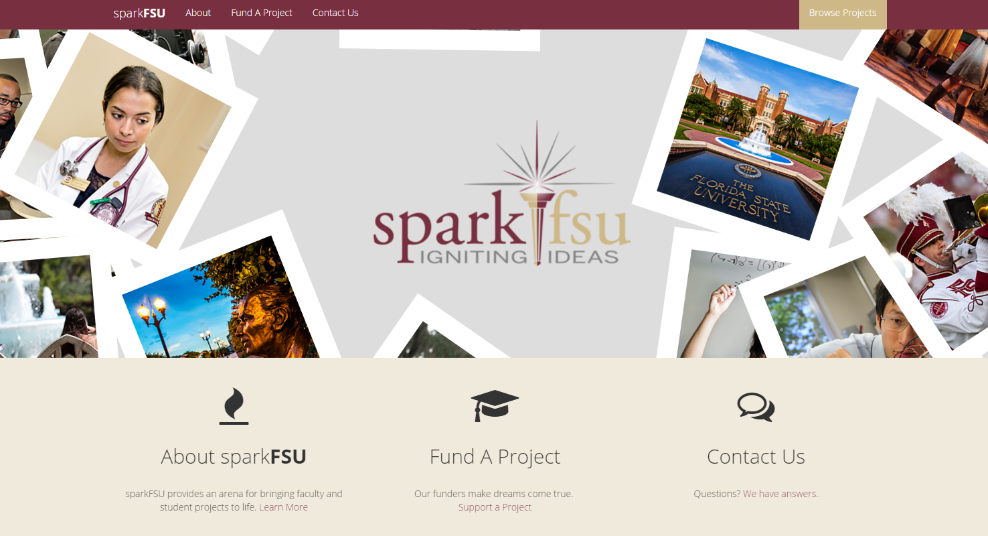 sparkFSU About Fund A Project Contact Us Browse Projects
THE
FLORIDA STATE
UNIVERSITY
spark fsu
IGNITING IDEAS
About sparkFSU
sparkFSU provides an arena for bringing faculty and
student projects to life. Learn More
Fund A Project
Our funders make dreams come true.
Support a Project
Contact Us
Questions? We have answers.